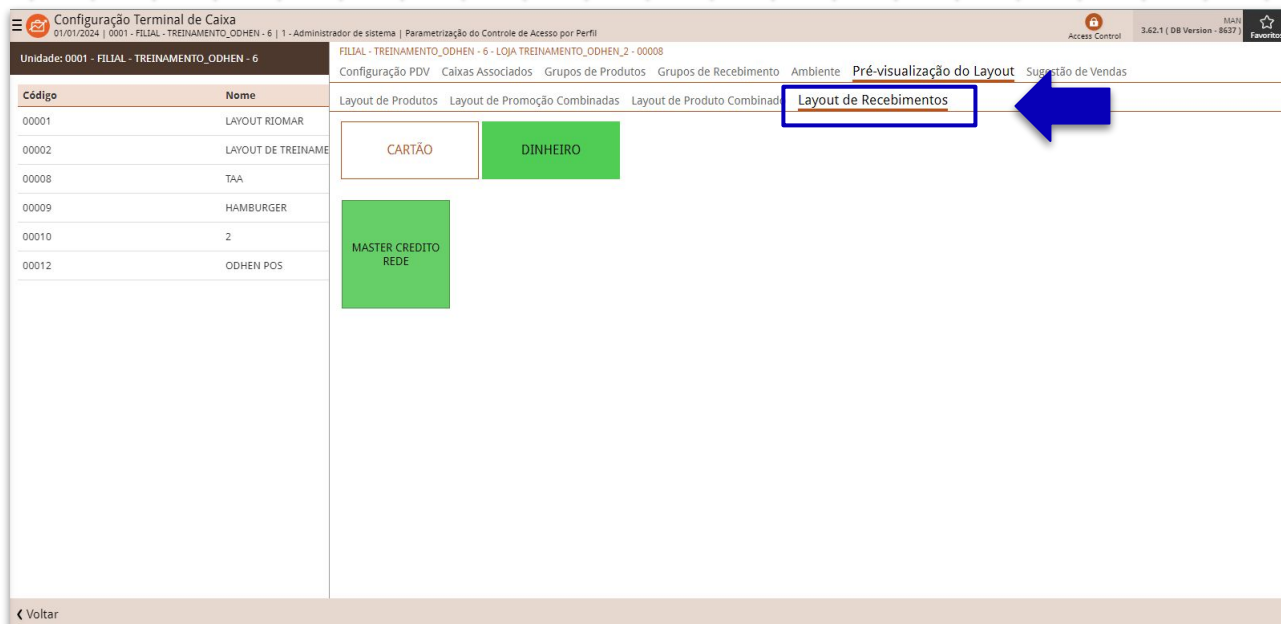 Configuração Terminal de Caixa
01/01/2024 | 0001 - FILIAL - TREINAMENTO_ODHEN - 6 | 1 - Administrador de sistema | Parametrização do Controle de Acesso por Perfil
Access Control
MAN
3.62.1 ( DB Version - 8637 )
Favoritos
Unidade: 0001 - FILIAL - TREINAMENTO_ODHEN - 6
FILIAL - TREINAMENTO_ODHEN - 6 - LOJA TREINAMENTO_ODHEN_2 - 00008
Configuração PDV Caixas Associados Grupos de Produtos Grupos de Recebimento Ambiente Pré-visualização do Layout Sugestão de Vendas
Layout de Produtos Layout de Promoção Combinadas Layout de Produto Combinado Layout de Recebimentos
Código Nome
00001 LAYOUT RIOMAR
00002 LAYOUT DE TREINAME
00008 TAA
00009 HAMBURGER
00010 2
00012 ODHEN POS
CARTÃO DINHEIRO
MASTER CREDITO
REDE
Voltar